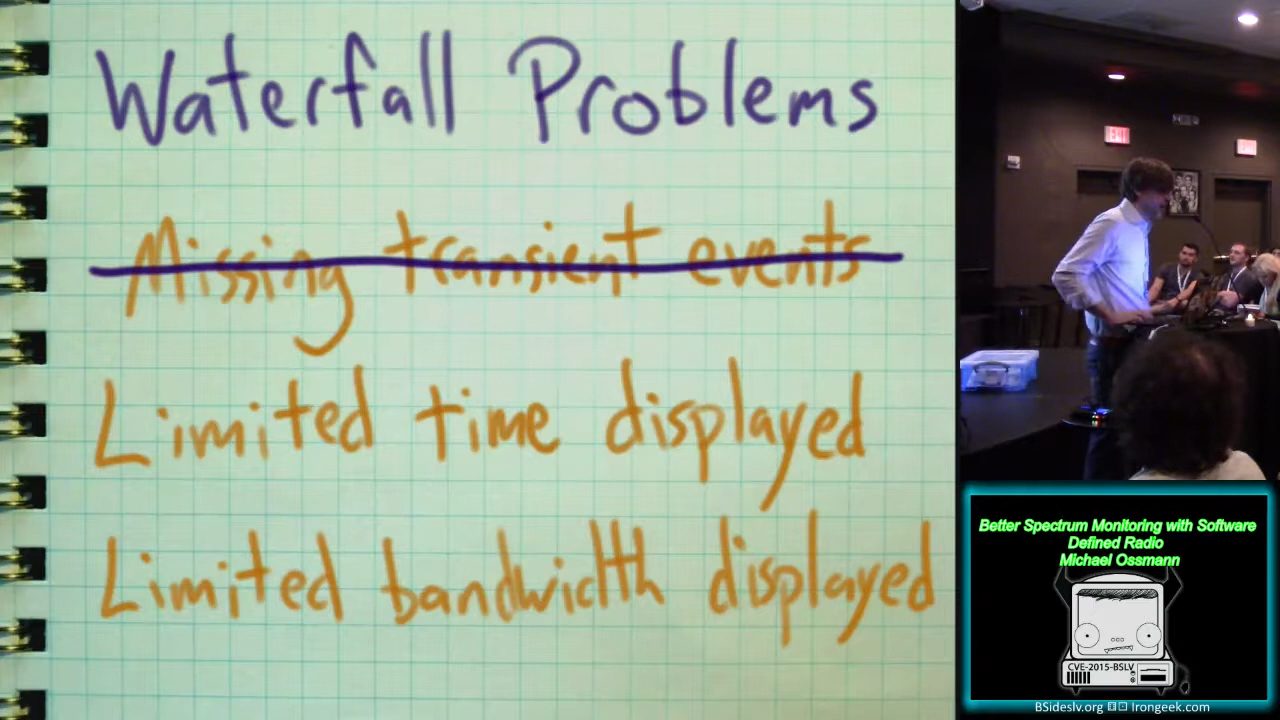 Waterfall Problems
Missing transient events
Limited time displayed
Limited bandwidth displayed
EXIT
Better Spectrum Monitoring with Software
Defined Radio
Michael Ossmann
CVE-2015-BSLV
BSideslv.org Irongeek.com